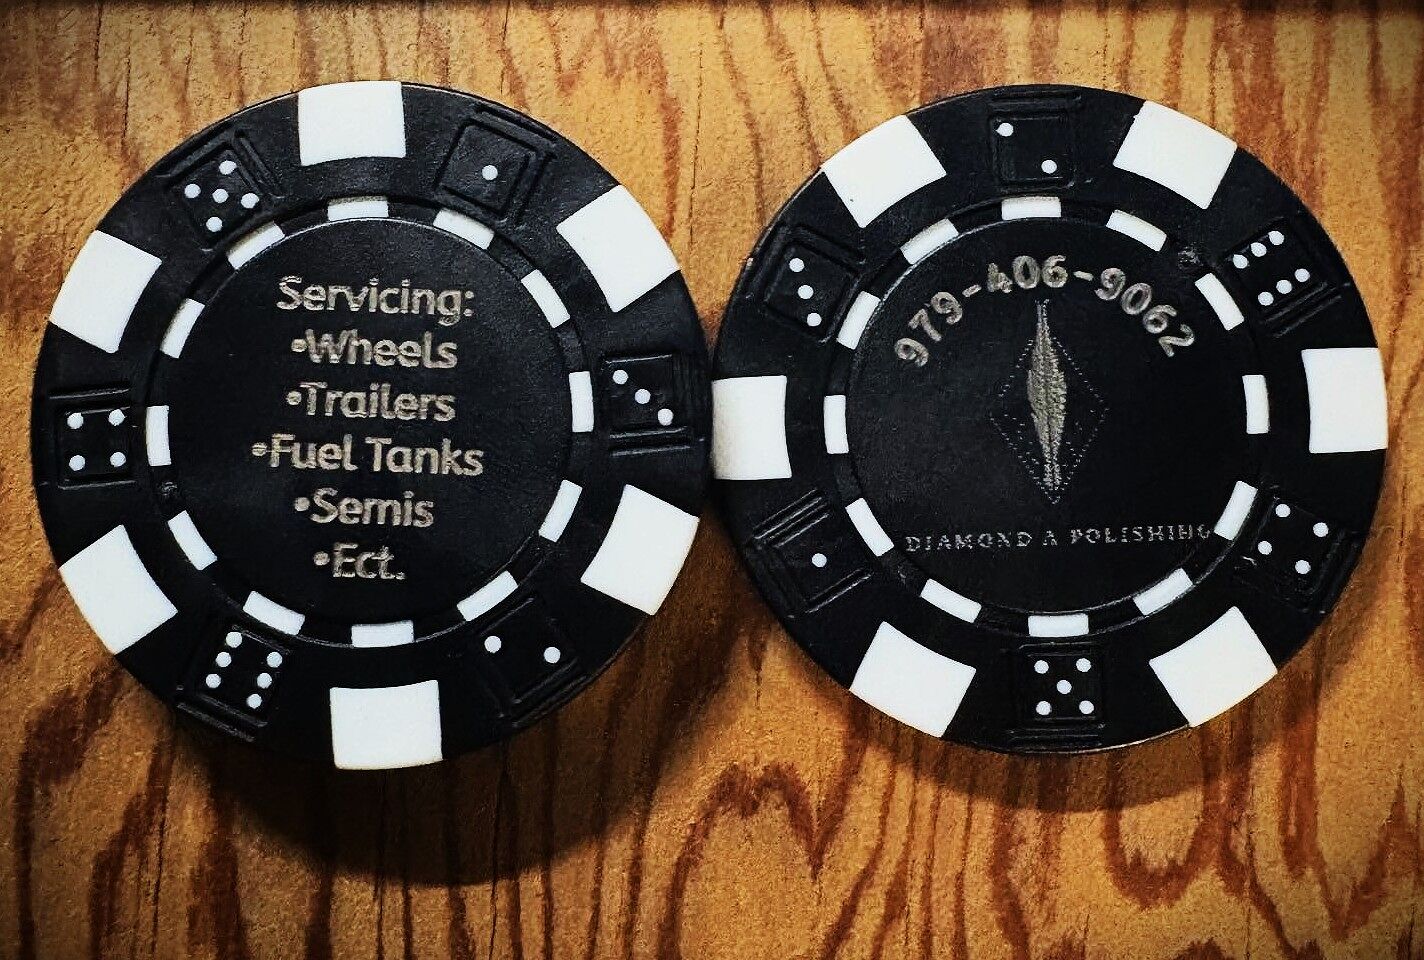 Servicing:
•Wheels
•Trailers
•Fuel Tanks
•Semis
•Ect.
979-406-9062
DIAMOND A POLISHING